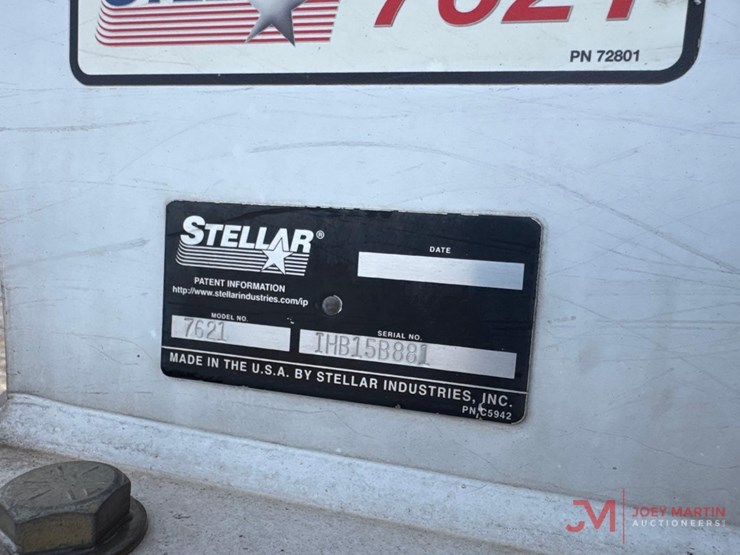 7621
PN 72801
STELLAR®
DATE
PATENT INFORMATION
http://www.stellarindustries.com/ip
MODEL NO.
SERIAL NO.
7621
IHB15B881
MADE IN THE U.S.A. BY STELLAR INDUSTRIES, INC.
PN C5942
JM JOEY MARTIN
AUCTIONEERS